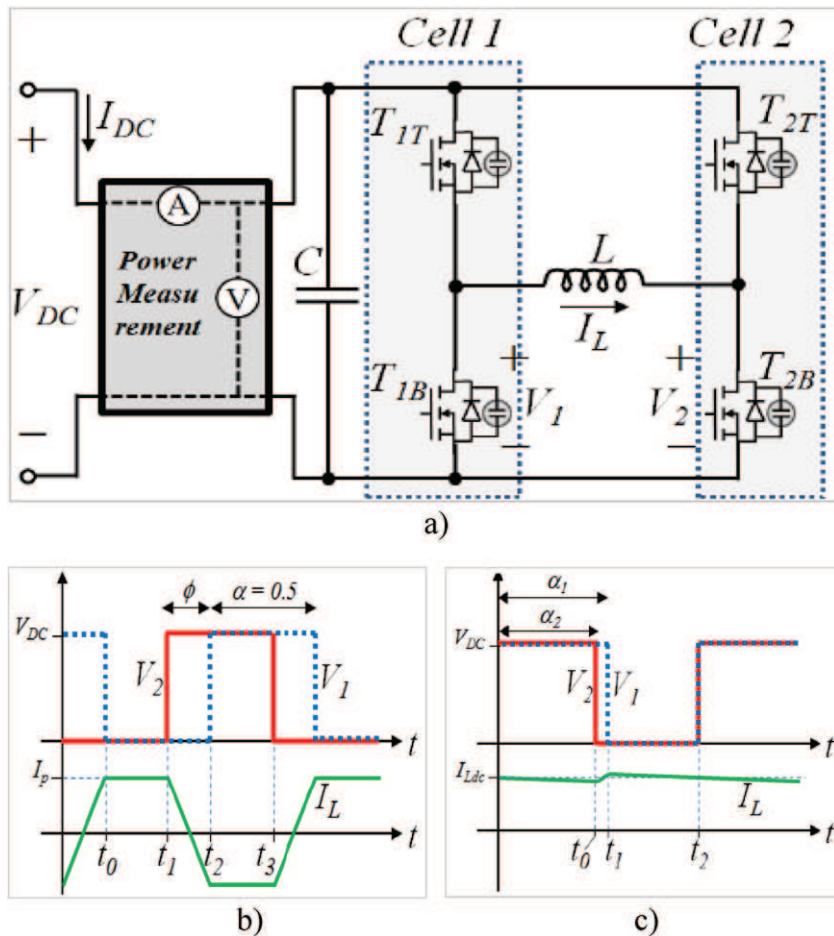 Cell 1
Cell 2
I_DC
+
A
Power
Measu
rement
V
V_DC
−
C
T_1T
T_2T
L
I_L
T_1B
T_2B
+
V_1
−
+
V_2
−
a)
ϕ
α = 0.5
V_DC
V_2
V_1
t
I_p
I_L
t_0
t_1
t_2
t_3
t
b)
α_1
α_2
V_DC
V_2
V_1
t
I_Ldc
I_L
t_0
t_1
t_2
t
c)